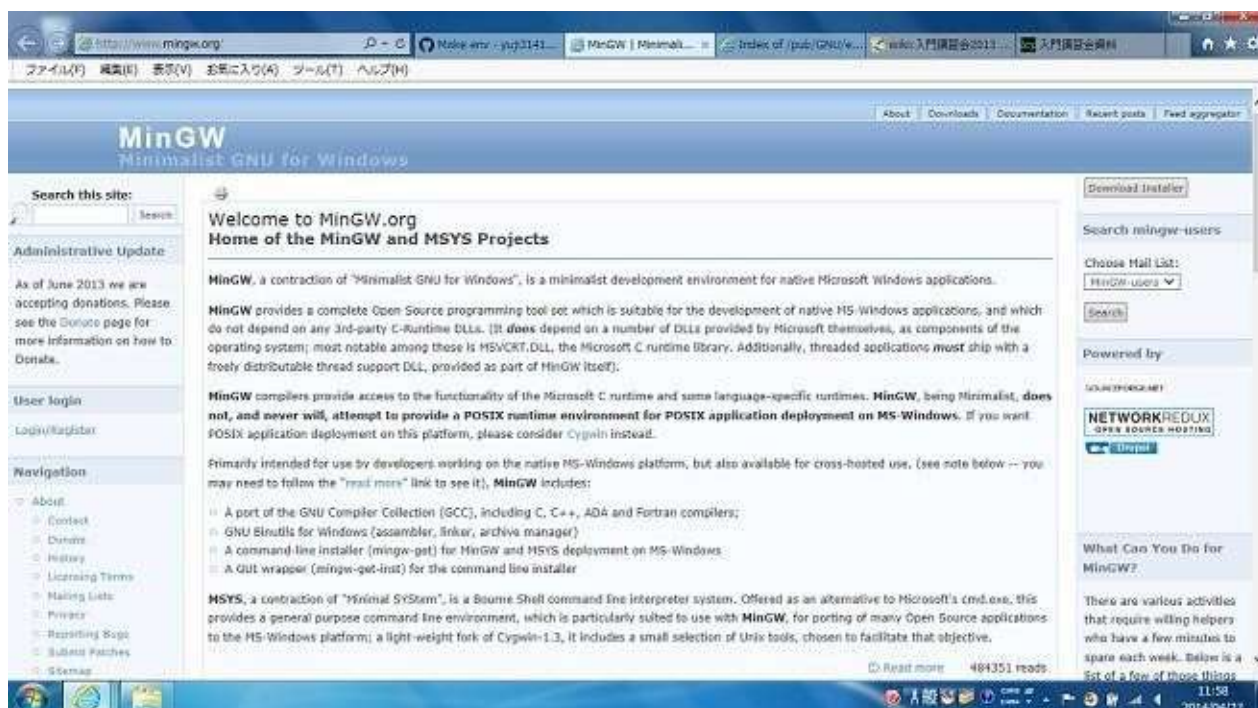 http://www.mingw.org/
Make env - yuji3141...
MinGW | Minimali...
Index of /pub/GNU/e...
入門講習会2013 ...
入門講習会資料
ファイル(F) 編集(E) 表示(V) お気に入り(A) ツール(T) ヘルプ(H)
About Downloads Documentation Recent posts Feed aggregator
MinGW
Minimalist GNU for Windows
Search this site:
Search
Administrative Update
As of June 2013 we are
accepting donations. Please
see the Donate page for
more information on how to
Donate.
User login
Login/Register
Navigation
About
Contact
Donate
History
Licensing Terms
Mailing Lists
Privacy
Reporting Bugs
Submit Patches
Sitemap
Welcome to MinGW.org
Home of the MinGW and MSYS Projects
MinGW, a contraction of "Minimalist GNU for Windows", is a minimalist development environment for native Microsoft Windows applications.
MinGW provides a complete Open Source programming tool set which is suitable for the development of native MS-Windows applications, and which
do not depend on any 3rd-party C-Runtime DLLs. (It does depend on a number of DLLs provided by Microsoft themselves, as components of the
operating system; most notable among these is MSVCRT.DLL, the Microsoft C runtime library. Additionally, threaded applications must ship with a
freely distributable thread support DLL, provided as part of MinGW itself).
MinGW compilers provide access to the functionality of the Microsoft C runtime and some language-specific runtimes. MinGW, being Minimalist, does
not, and never will, attempt to provide a POSIX runtime environment for POSIX application deployment on MS-Windows. If you want
POSIX application deployment on this platform, please consider Cygwin instead.
Primarily intended for use by developers working on the native MS-Windows platform, but also available for cross-hosted use, (see note below -- you
may need to follow the "read more" link to see it), MinGW includes:
A port of the GNU Compiler Collection (GCC), including C, C++, ADA and Fortran compilers;
GNU Binutils for Windows (assembler, linker, archive manager)
A command-line installer (mingw-get) for MinGW and MSYS deployment on MS-Windows
A GUI wrapper (mingw-get-inst) for the command line installer
MSYS, a contraction of "Minimal SYStem", is a Bourne Shell command line interpreter system. Offered as an alternative to Microsoft's cmd.exe, this
provides a general purpose command line environment, which is particularly suited to use with MinGW, for porting of many Open Source applications
to the MS-Windows platform; a light-weight fork of Cygwin-1.3, it includes a small selection of Unix tools, chosen to facilitate that objective.
Read more 484351 reads
Download Installer
Search mingw-users
Choose Mail List:
MinGW-users
Search
Powered by
SOURCEFORGE.NET
NETWORKREDUX
OPEN SOURCE HOSTING
Drupal
What Can You Do for
MinGW?
There are various activities
that require willing helpers
who have a few minutes to
spare each week. Below is a
list of a few of those things
A 般
CAPS
KANA
11:58